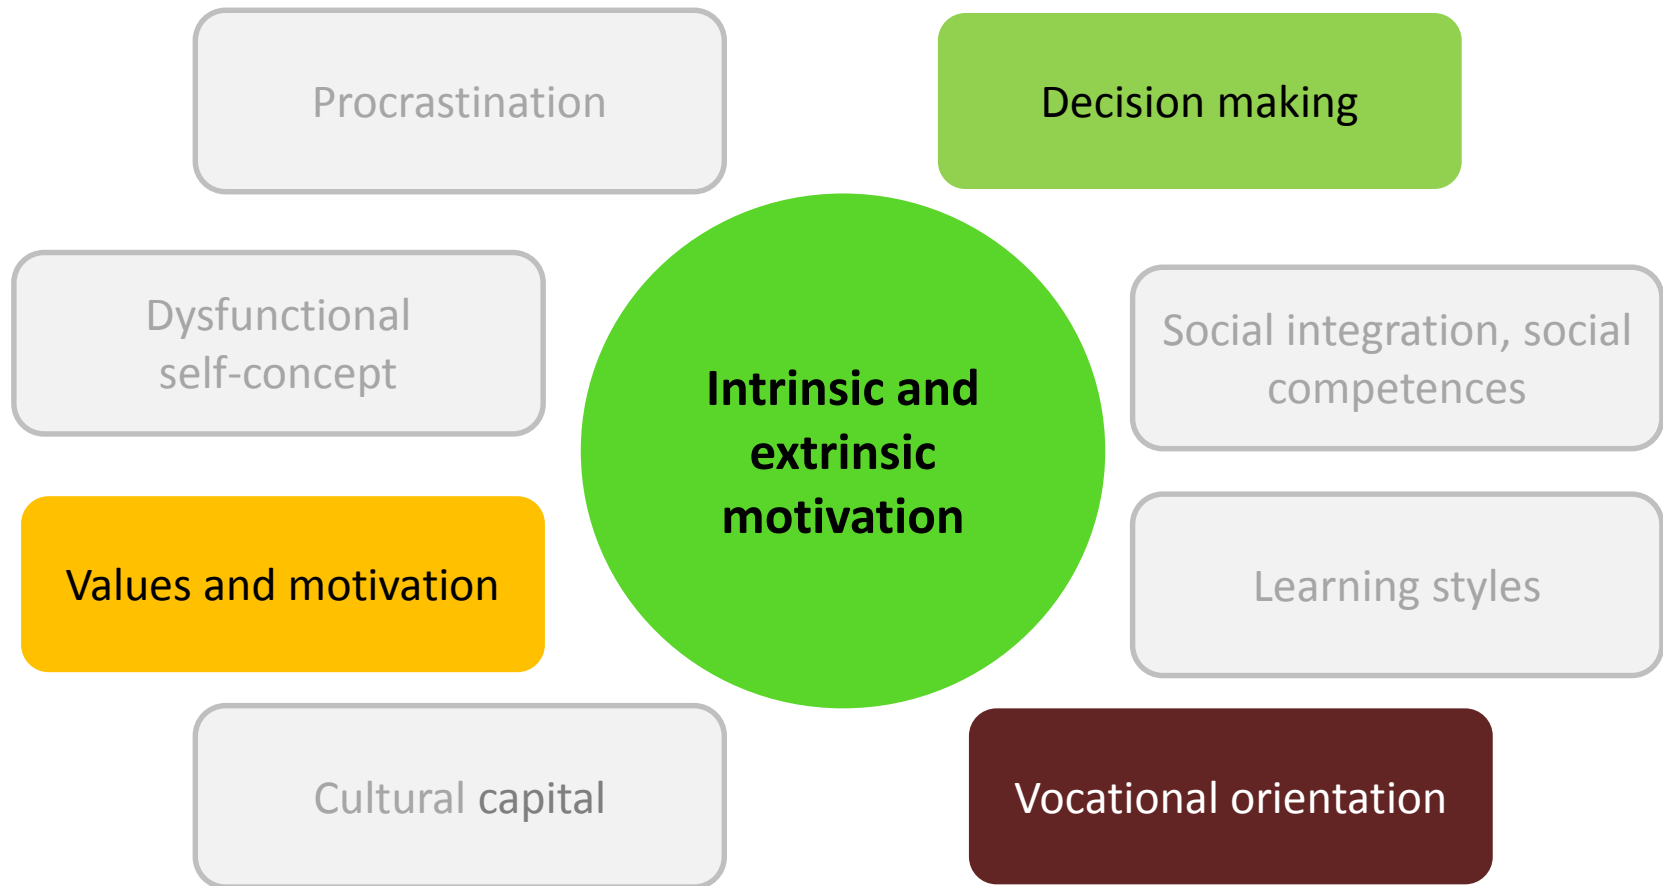 Procrastination
Decision making
Dysfunctional
self-concept
Intrinsic and
extrinsic
motivation
Social integration, social
competences
Values and motivation
Learning styles
Cultural capital
Vocational orientation